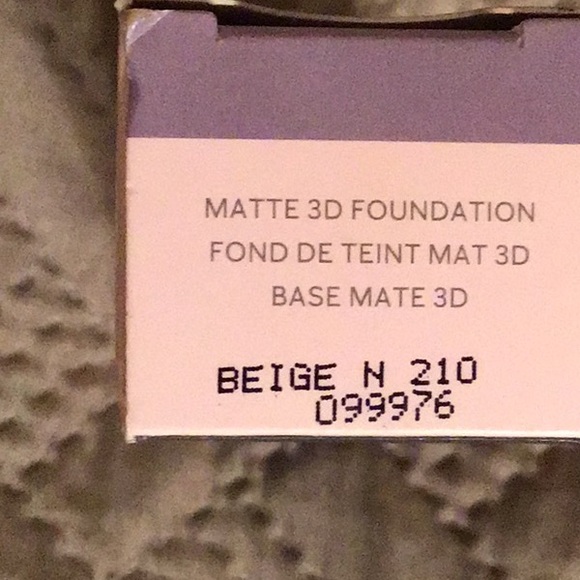 MATTE 3D FOUNDATION
FOND DE TEINT MAT 3D
BASE MATE 3D
BEIGE N 210
099976